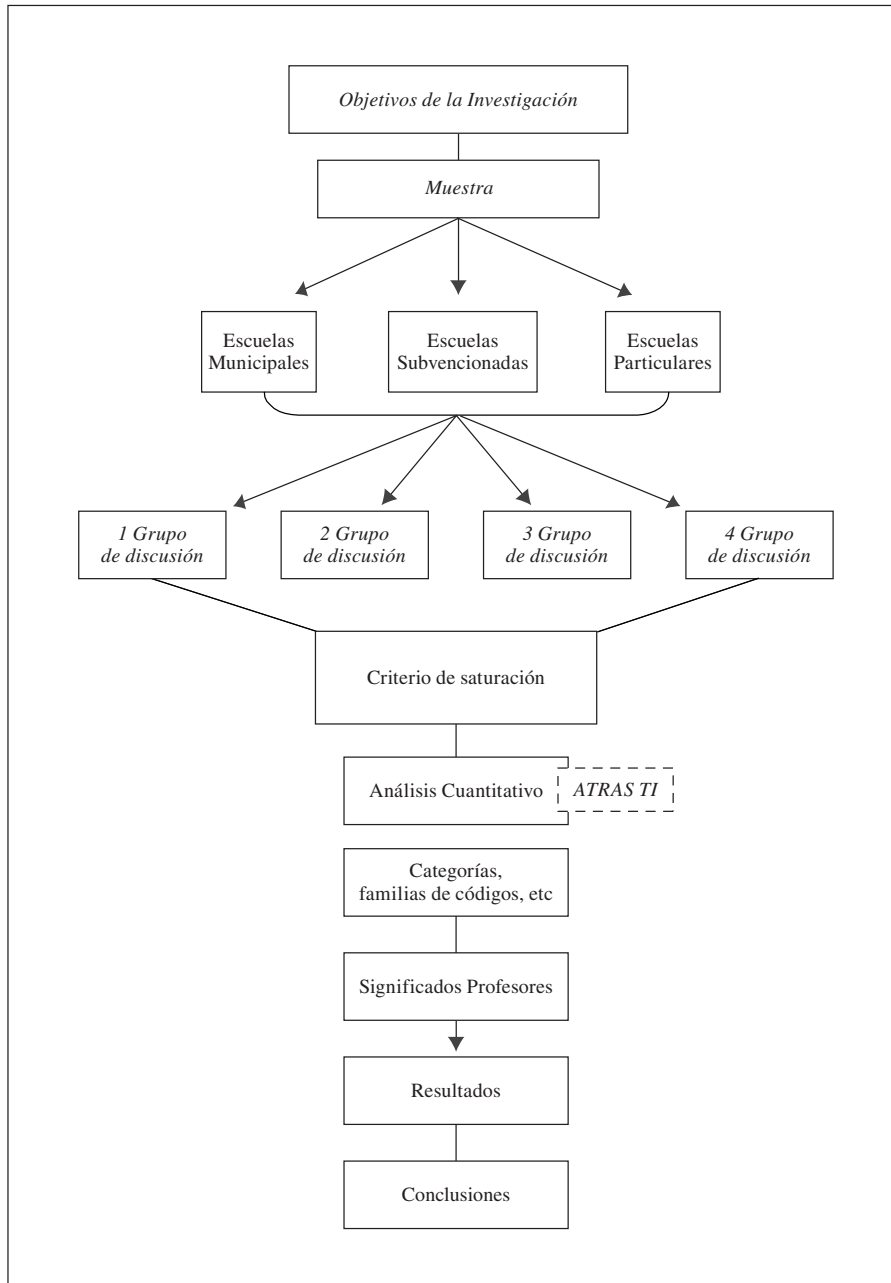 Objetivos de la Investigación
Muestra
Escuelas
Municipales
Escuelas
Subvencionadas
Escuelas
Particulares
1 Grupo
de discusión
2 Grupo
de discusión
3 Grupo
de discusión
4 Grupo
de discusión
Criterio de saturación
Análisis Cuantitativo
ATRAS TI
Categorías,
familias de códigos, etc
Significados Profesores
Resultados
Conclusiones